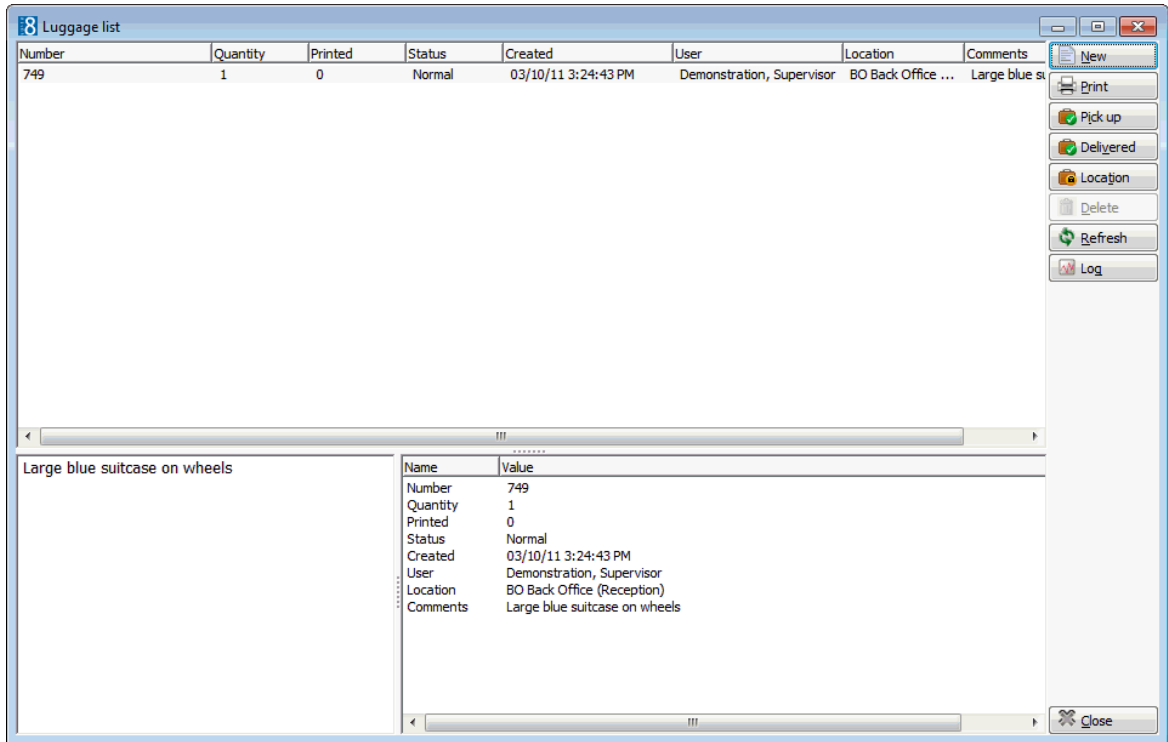 8 Luggage list
Number Quantity Printed Status Created User Location Comments
749 1 0 Normal 03/10/11 3:24:43 PM Demonstration, Supervisor BO Back Office ... Large blue su
New
Print
Pick up
Delivered
Location
Delete
Refresh
Log
Large blue suitcase on wheels
Name Value
Number 749
Quantity 1
Printed 0
Status Normal
Created 03/10/11 3:24:43 PM
User Demonstration, Supervisor
Location BO Back Office (Reception)
Comments Large blue suitcase on wheels
Close